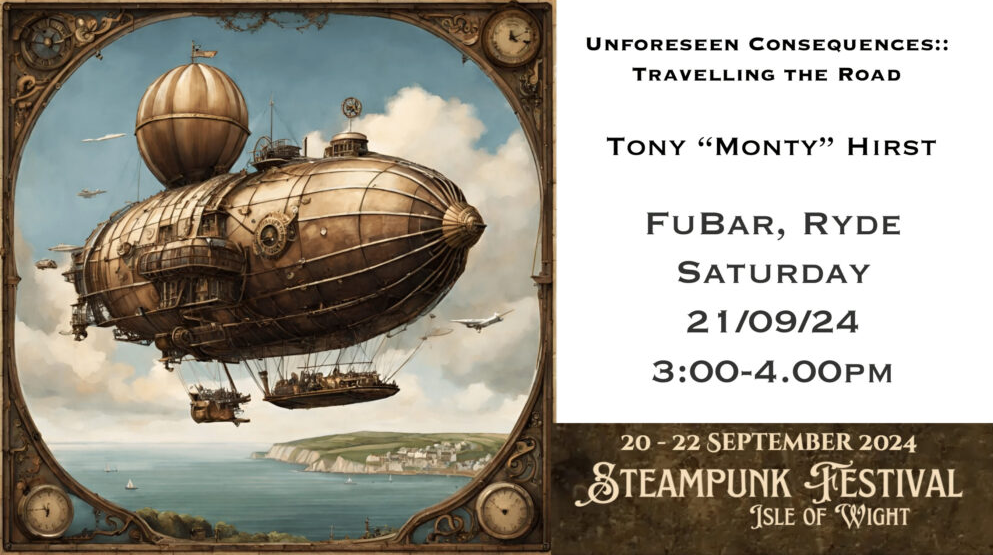 Unforeseen Consequences::
Travelling the Road
Tony “Monty” Hirst
FuBar, Ryde
Saturday
21/09/24
3:00-4.00pm
20 - 22 September 2024
Steampunk Festival
Isle of Wight